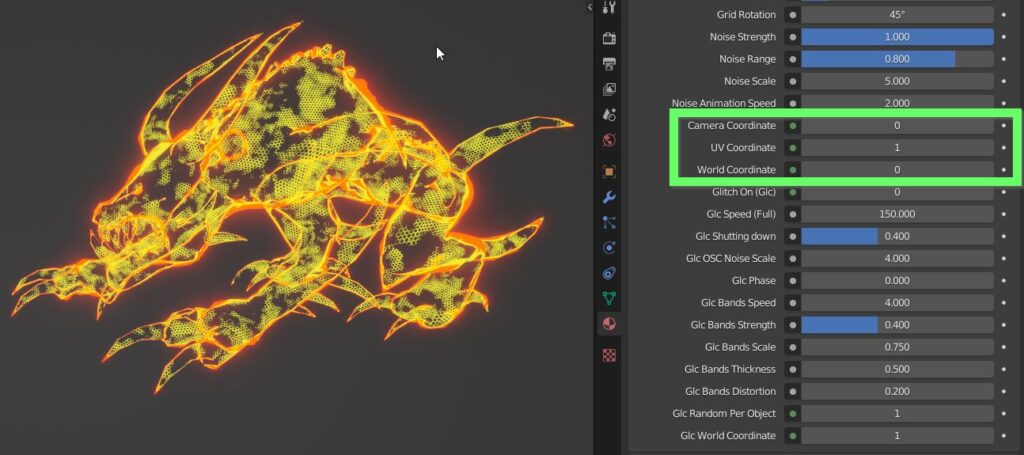 Grid Rotation 45°
Noise Strength 1.000
Noise Range 0.800
Noise Scale 5.000
Noise Animation Speed 2.000
Camera Coordinate 0
UV Coordinate 1
World Coordinate 0
Glitch On (Glc) 0
Glc Speed (Full) 150.000
Glc Shutting down 0.400
Glc OSC Noise Scale 4.000
Glc Phase 0.000
Glc Bands Speed 4.000
Glc Bands Strength 0.400
Glc Bands Scale 0.750
Glc Bands Thickness 0.500
Glc Bands Distortion 0.200
Glc Random Per Object 1
Glc World Coordinate 1